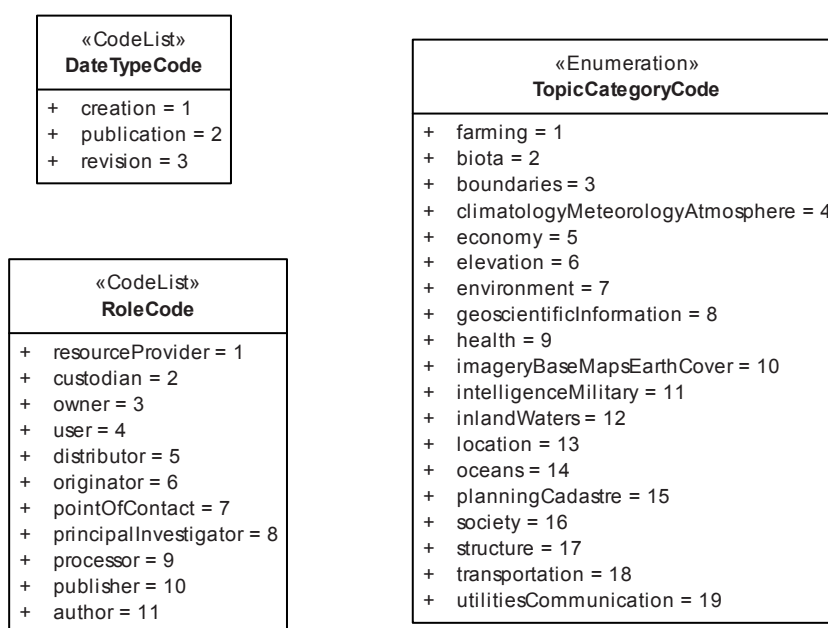 «CodeList»
DateTypeCode
+ creation = 1
+ publication = 2
+ revision = 3
«CodeList»
RoleCode
+ resourceProvider = 1
+ custodian = 2
+ owner = 3
+ user = 4
+ distributor = 5
+ originator = 6
+ pointOfContact = 7
+ principalInvestigator = 8
+ processor = 9
+ publisher = 10
+ author = 11
«Enumeration»
TopicCategoryCode
+ farming = 1
+ biota = 2
+ boundaries = 3
+ climatologyMeteorologyAtmosphere = 4
+ economy = 5
+ elevation = 6
+ environment = 7
+ geoscientificInformation = 8
+ health = 9
+ imageryBaseMapsEarthCover = 10
+ intelligenceMilitary = 11
+ inlandWaters = 12
+ location = 13
+ oceans = 14
+ planningCadastre = 15
+ society = 16
+ structure = 17
+ transportation = 18
+ utilitiesCommunication = 19